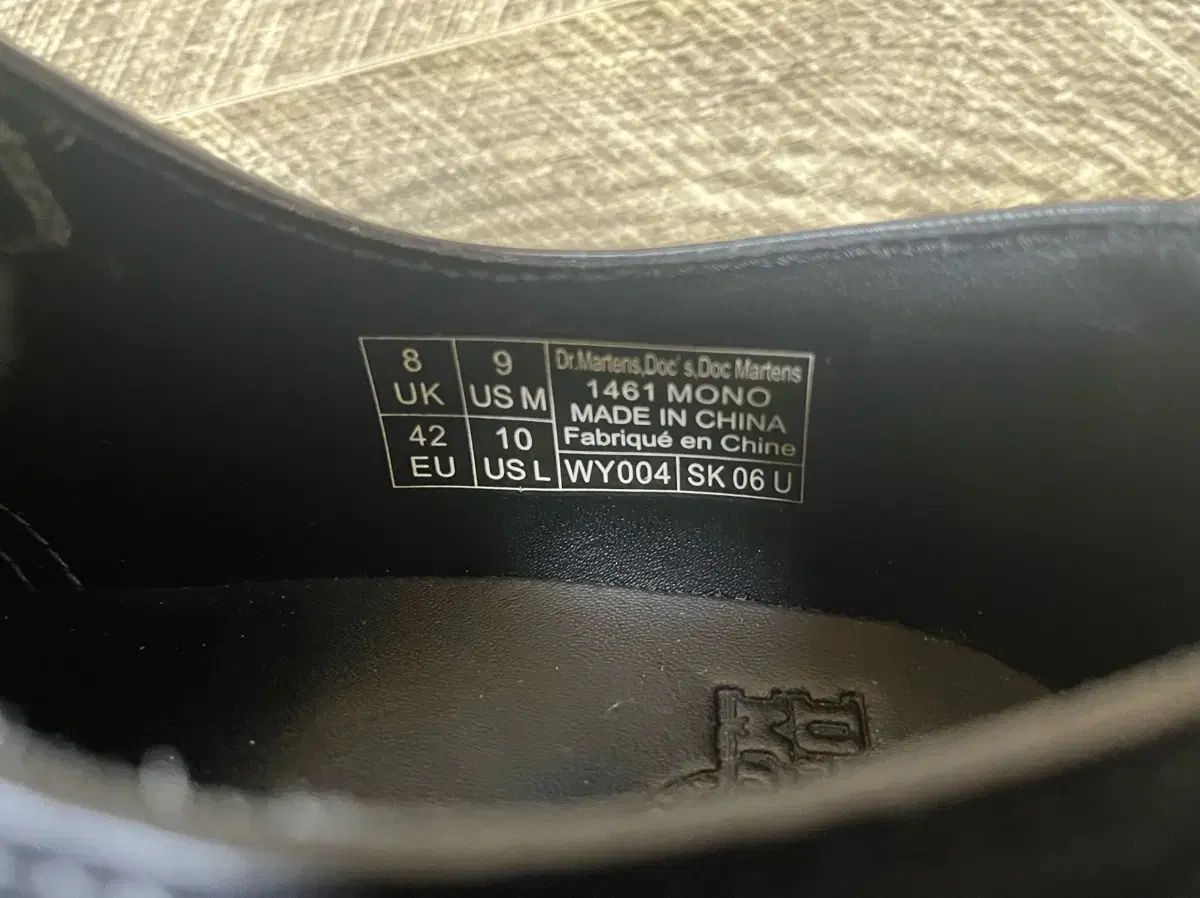 8
UK
9
US M
42
EU
10
US L
Dr.Martens,Doc's,Doc Martens
1461 MONO
MADE IN CHINA
Fabriqué en Chine
WY004
SK 06 U